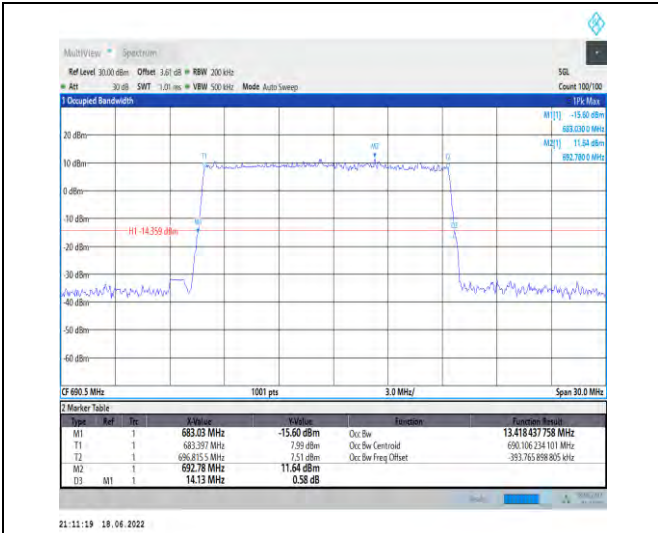 MultiView Spectrum
Ref Level 30.00 dBm Offset 3.61 dB RBW 200 kHz SGL
Att 30 dB SWT 1.01 ms VBW 500 kHz Mode Auto Sweep Count 100/100
1 Occupied Bandwidth 1Pk Max
M1[1] -15.60 dBm
683.0300 MHz
M2[1] 11.64 dBm
692.7800 MHz
20 dBm
10 dBm
0 dBm
-10 dBm
-20 dBm
-30 dBm
-40 dBm
-50 dBm
-60 dBm
T1
M2
T2
M1
D3
H1 -14.359 dBm
CF 690.5 MHz 1001 pts 3.0 MHz/ Span 30.0 MHz
2 Marker Table
Type Ref Trc X-Value Y-Value Function Function Result
M1 1 683.03 MHz -15.60 dBm Occ Bw 13.418 437 758 MHz
T1 1 683.397 MHz 7.99 dBm Occ Bw Centroid 690.106 234 101 MHz
T2 1 696.815 5 MHz 7.51 dBm Occ Bw Freq Offset -393.765 898 805 kHz
M2 1 692.78 MHz 11.64 dBm
D3 M1 1 14.13 MHz 0.58 dB
21:11:19 18.06.2022